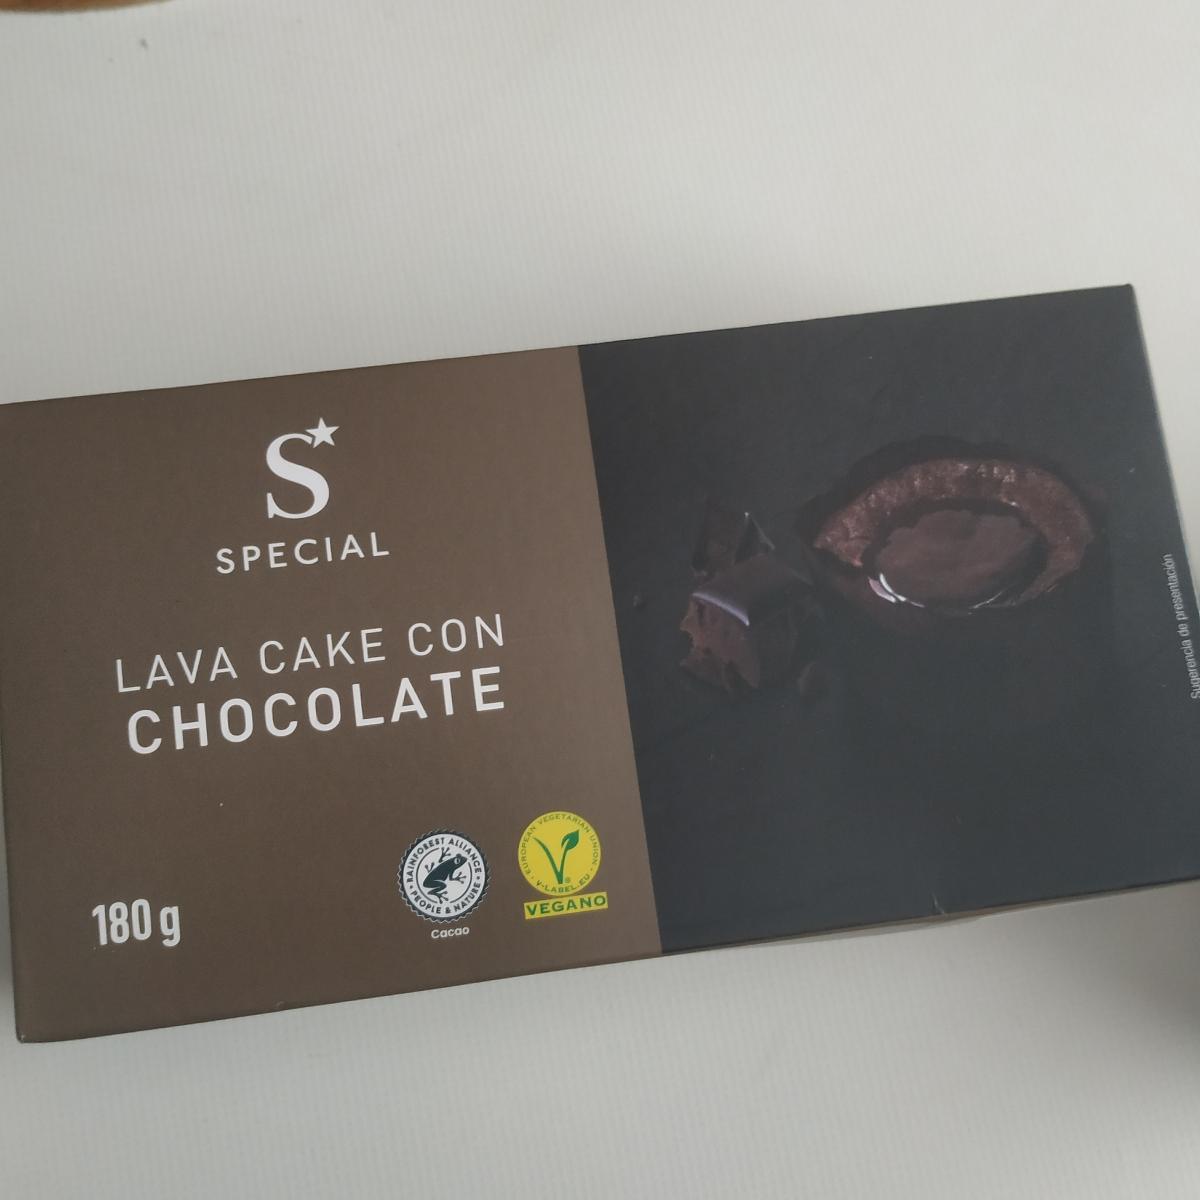 S
SPECIAL
LAVA CAKE CON
CHOCOLATE
180 g
RAINFOREST ALLIANCE
PEOPLE & NATURE
Cacao
EUROPEAN VEGETARIAN UNION
V-LABEL.EU
VEGANO
Sugerencia de presentación